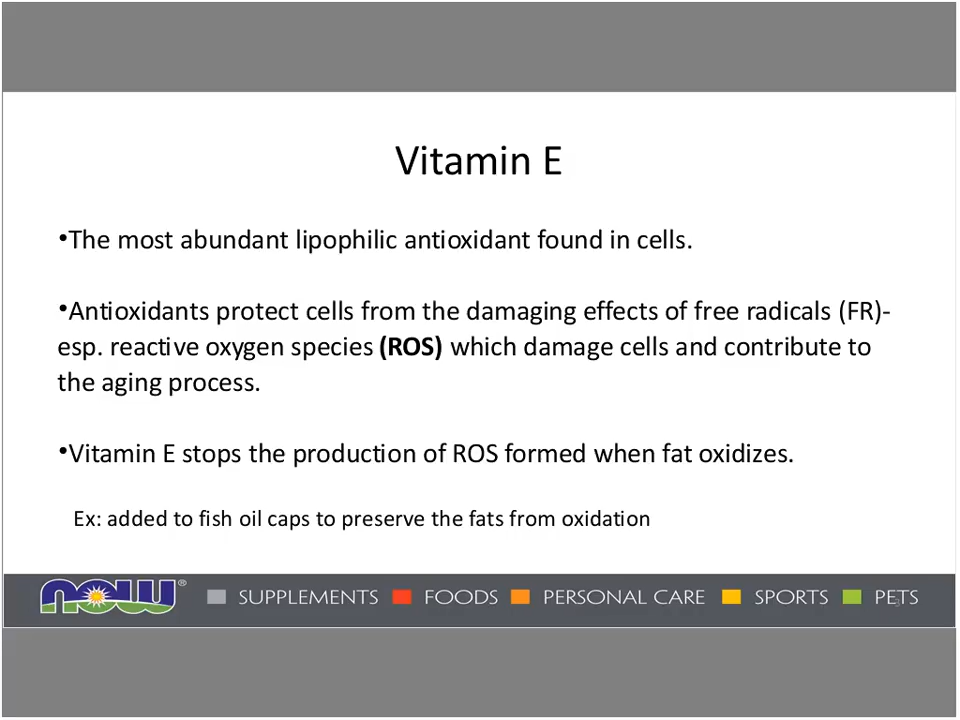 Vitamin E
•The most abundant lipophilic antioxidant found in cells.
•Antioxidants protect cells from the damaging effects of free radicals (FR)-
esp. reactive oxygen species (ROS) which damage cells and contribute to
the aging process.
•Vitamin E stops the production of ROS formed when fat oxidizes.
Ex: added to fish oil caps to preserve the fats from oxidation
now® SUPPLEMENTS FOODS PERSONAL CARE SPORTS PETS